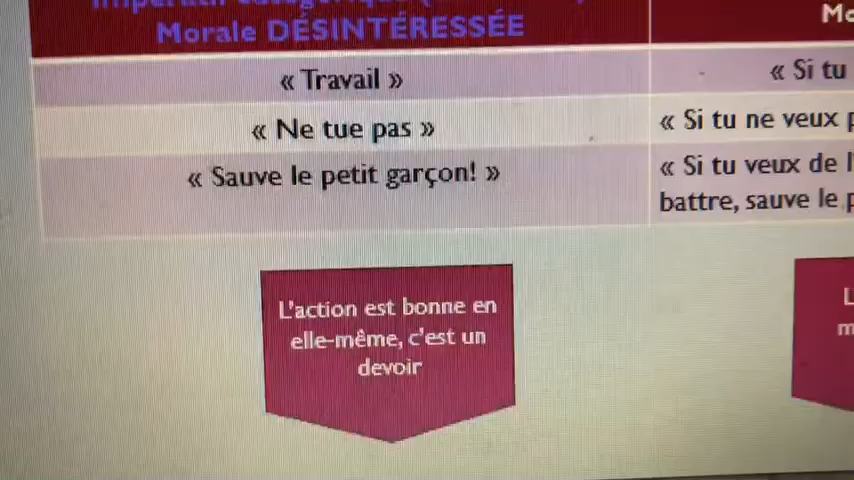 Morale DÉSINTÉRESSÉE
« Travail »
« Si tu
« Ne tue pas »
« Si tu ne veux
« Sauve le petit garçon! »
« Si tu veux de
battre, sauve le
L'action est bonne en
elle-même, c'est un
devoir